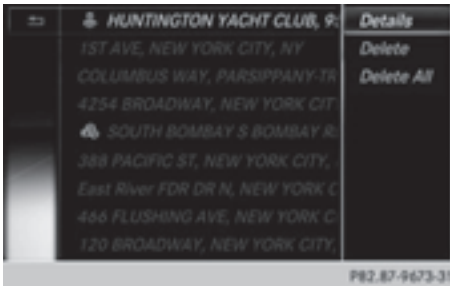 HUNTINGTON YACHT CLUB, 9:
Details
1ST AVE, NEW YORK CITY, NY
Delete
COLUMBUS WAY, PARSIPPANY-TR
Delete All
4254 BROADWAY, NEW YORK CIT
SOUTH BOMBAY S BOMBAY R
388 PACIFIC ST, NEW YORK CITY,
East River FDR DR N, NEW YORK C
466 FLUSHING AVE, NEW YORK C
120 BROADWAY, NEW YORK CITY,
P82.87-9673-31